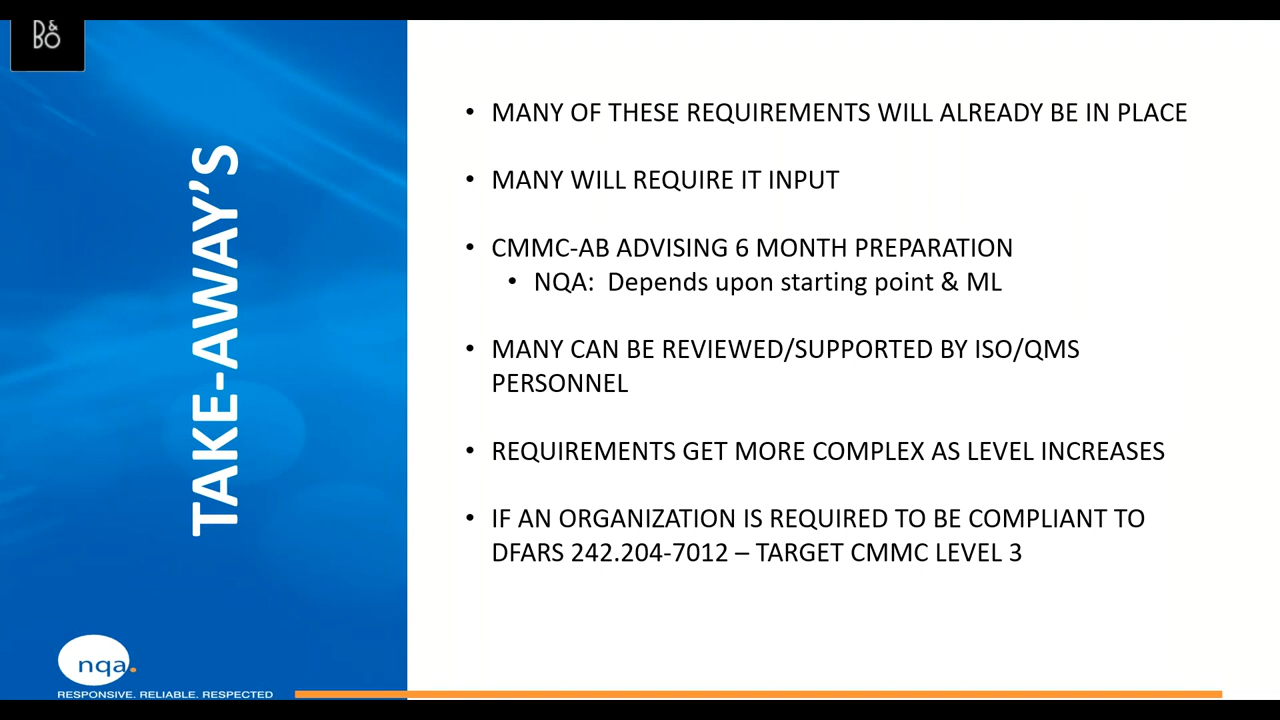 B&O
TAKE-AWAY'S
• MANY OF THESE REQUIREMENTS WILL ALREADY BE IN PLACE
• MANY WILL REQUIRE IT INPUT
• CMMC-AB ADVISING 6 MONTH PREPARATION
• NQA: Depends upon starting point & ML
• MANY CAN BE REVIEWED/SUPPORTED BY ISO/QMS
PERSONNEL
• REQUIREMENTS GET MORE COMPLEX AS LEVEL INCREASES
• IF AN ORGANIZATION IS REQUIRED TO BE COMPLIANT TO
DFARS 242.204-7012 – TARGET CMMC LEVEL 3
nqa.
RESPONSIVE. RELIABLE. RESPECTED